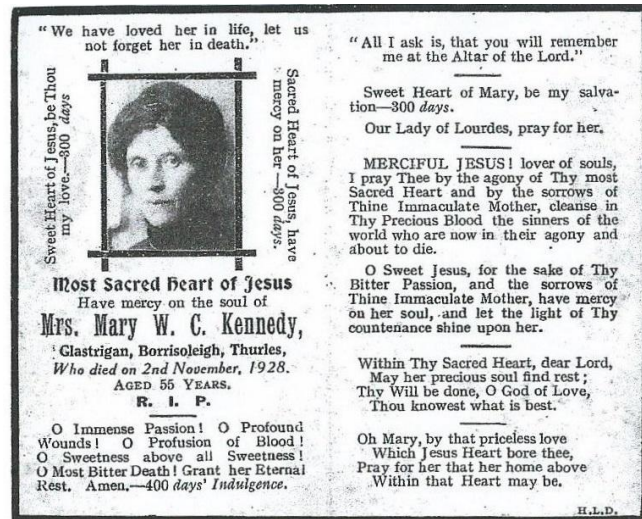 "We have loved her in life, let us
not forget her in death."
Sweet Heart of Jesus, be Thou
my love.—300 days
Sacred Heart of Jesus, have
mercy on her—300 days.
Most Sacred Heart of Jesus
Have mercy on the soul of
Mrs. Mary W. C. Kennedy,
Glastrigan, Borrisoleigh, Thurles,
Who died on 2nd November, 1928.
AGED 55 YEARS.
R. I. P.
O Immense Passion! O Profound
Wounds! O Profusion of Blood!
O Sweetness above all Sweetness!
O Most Bitter Death! Grant her Eternal
Rest. Amen.—400 days' Indulgence.
"All I ask is, that you will remember
me at the Altar of the Lord."
Sweet Heart of Mary, be my salva-
tion—300 days.
Our Lady of Lourdes, pray for her.
MERCIFUL JESUS! lover of souls,
I pray Thee by the agony of Thy most
Sacred Heart and by the sorrows of
Thine Immaculate Mother, cleanse in
Thy Precious Blood the sinners of the
world who are now in their agony and
about to die.
O Sweet Jesus, for the sake of Thy
Bitter Passion, and the sorrows of
Thine Immaculate Mother, have mercy
on her soul, and let the light of Thy
countenance shine upon her.
Within Thy Sacred Heart, dear Lord,
May her precious soul find rest;
Thy Will be done, O God of Love,
Thou knowest what is best.
Oh Mary, by that priceless love
Which Jesus Heart bore thee,
Pray for her that her home above
Within that Heart may be.
H.L.D.